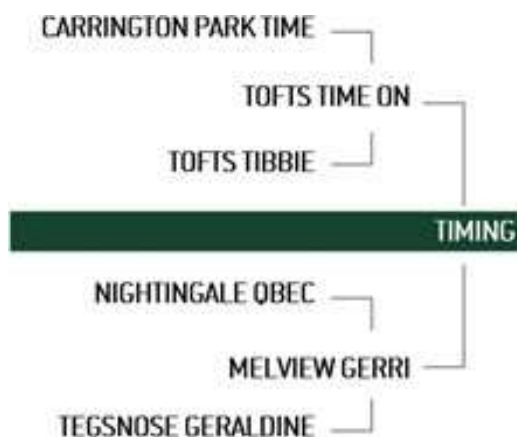 CARRINGTON PARK TIME
TOFTS TIME ON
TOFTS TIBBIE
TIMING
NIGHTINGALE QBEC
MELVIEW GERRI
TEGSNOSE GERALDINE